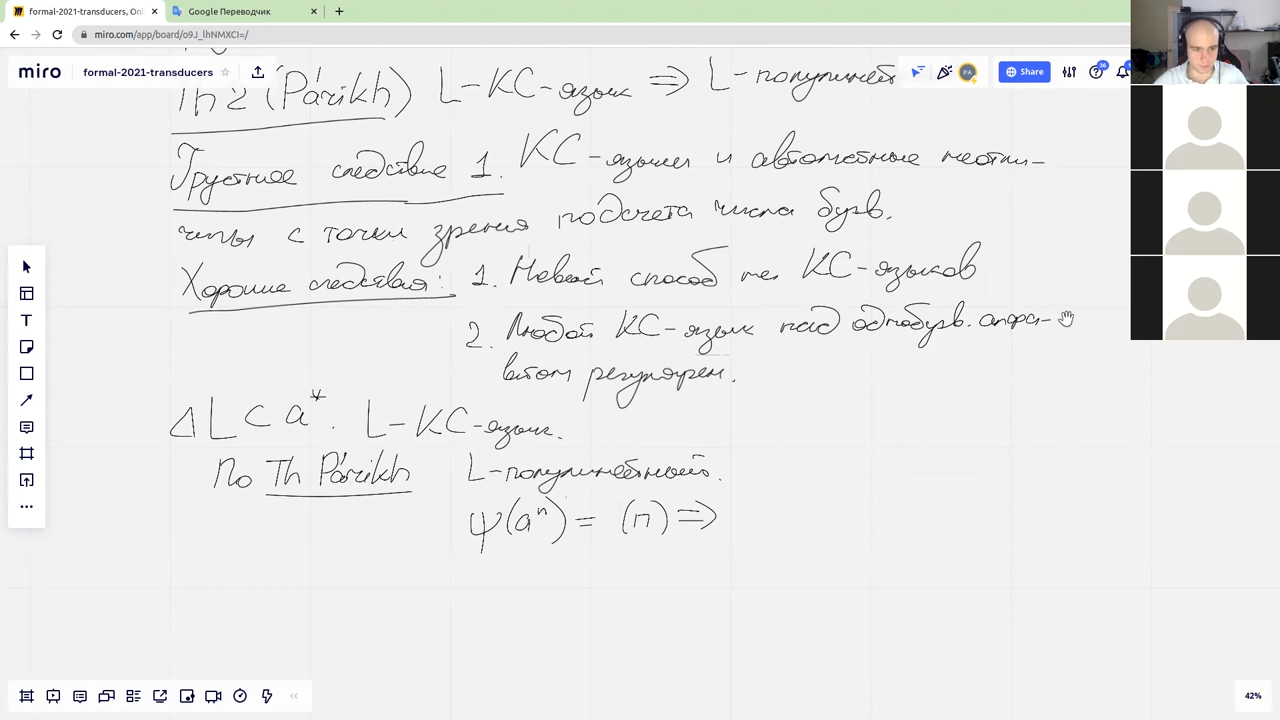 formal-2021-transducers, Onl
Google Переводчик
miro.com/app/board/o9J_lhNMXCI=/
miro
formal-2021-transducers
PA
Share
Th 2 (Parikh) L-КС-язык ⇒ L-полулиней
Грустное следствие 1. КС-языки и автоматные неотли-
чимы с точки зрения подсчета числа букв.
Хорошие следствия: 1. Новый способ КС-языков
2. Любой КС-язык над однобукв. алфа-
витом регулярен.
Δ L ⊂ a*. L-КС-язык.
По Th Parikh L-полулинейный.
ψ(aⁿ) = (n) ⇒
42%